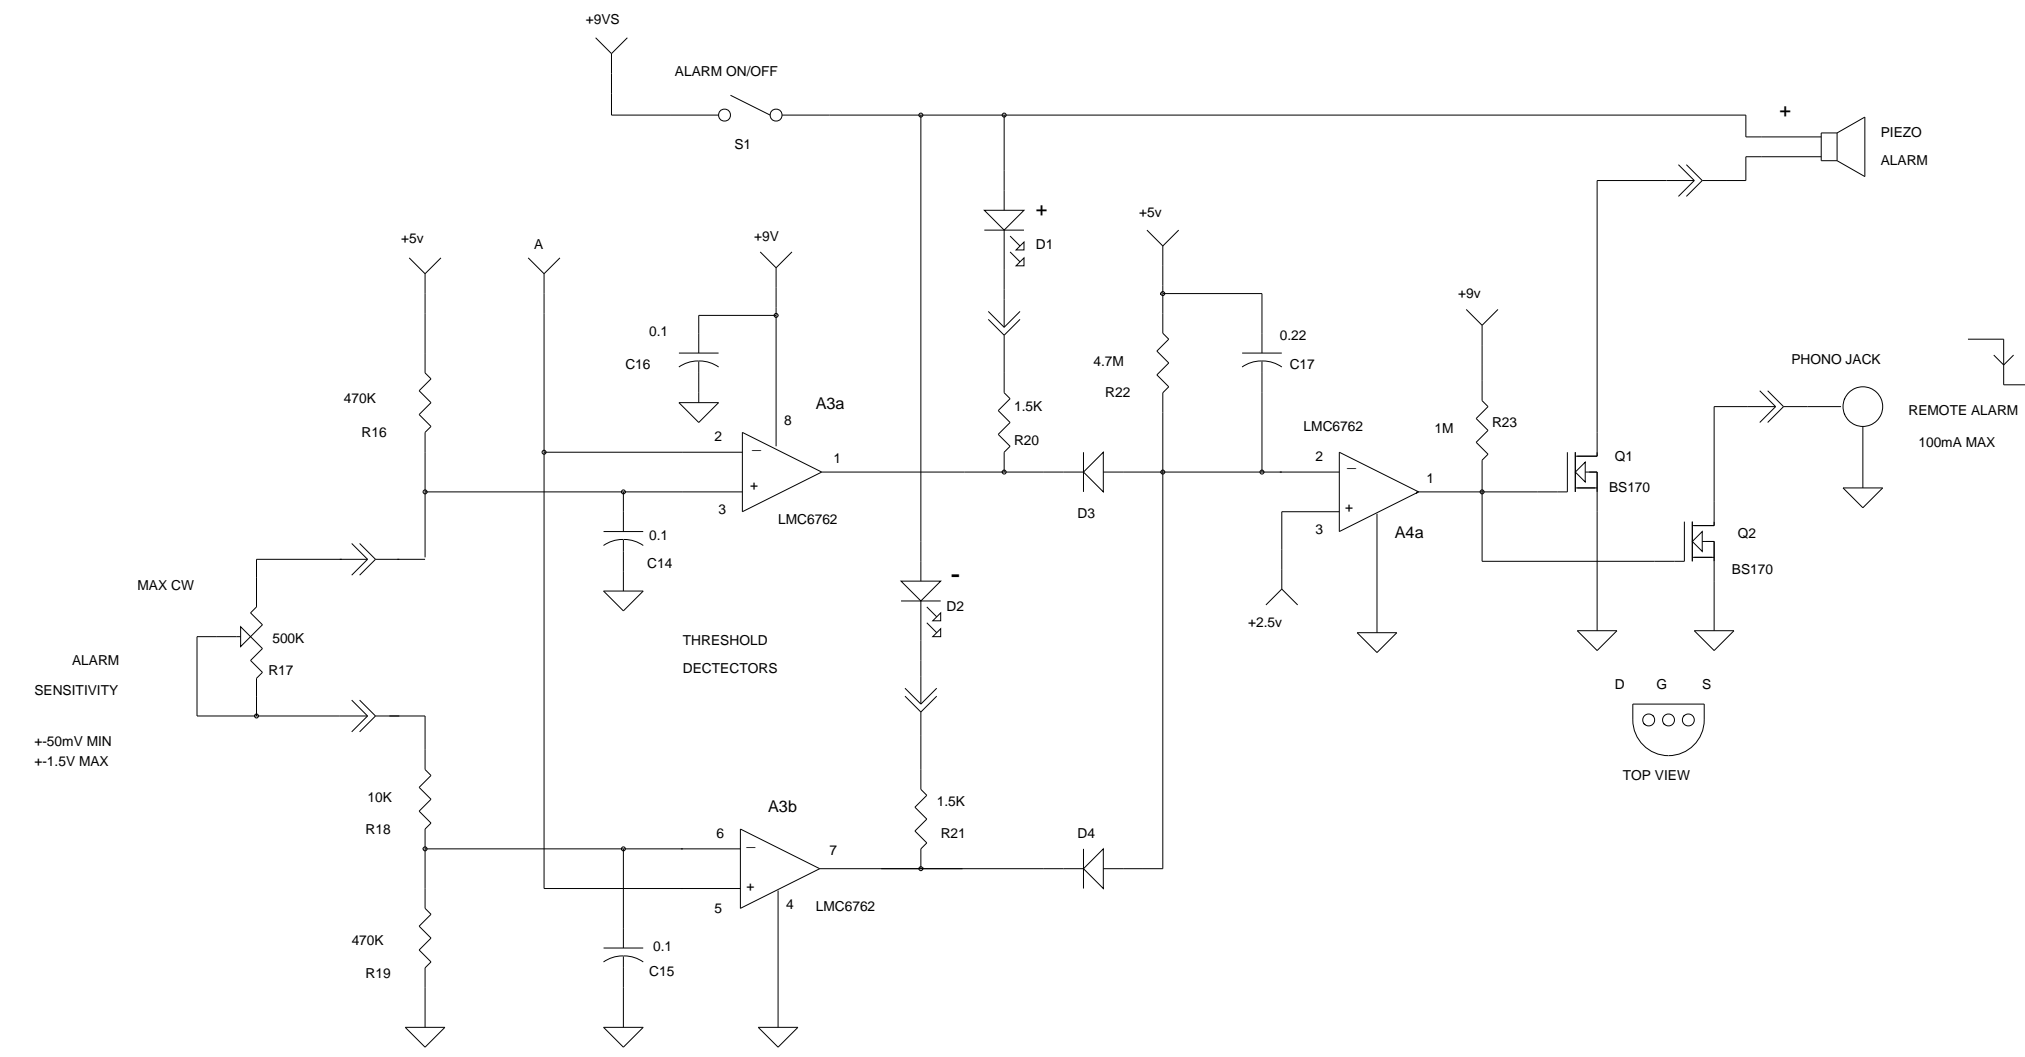 +9VS
ALARM ON/OFF
S1
+
PIEZO
ALARM
+5v
A
+9V
+
D1
+5v
0.1
C16
470K
R16
A3a
8
2
3
1
LMC6762
1.5K
R20
4.7M
R22
0.22
C17
+9v
1M
R23
LMC6762
2
3
1
A4a
+2.5v
D3
Q1
BS170
Q2
BS170
PHONO JACK
REMOTE ALARM
100mA MAX
0.1
C14
MAX CW
500K
R17
ALARM
SENSITIVITY
+-50mV MIN
+-1.5V MAX
THRESHOLD
DECTECTORS
-
D2
D G S
TOP VIEW
10K
R18
A3b
6
5
7
4
LMC6762
1.5K
R21
D4
470K
R19
0.1
C15